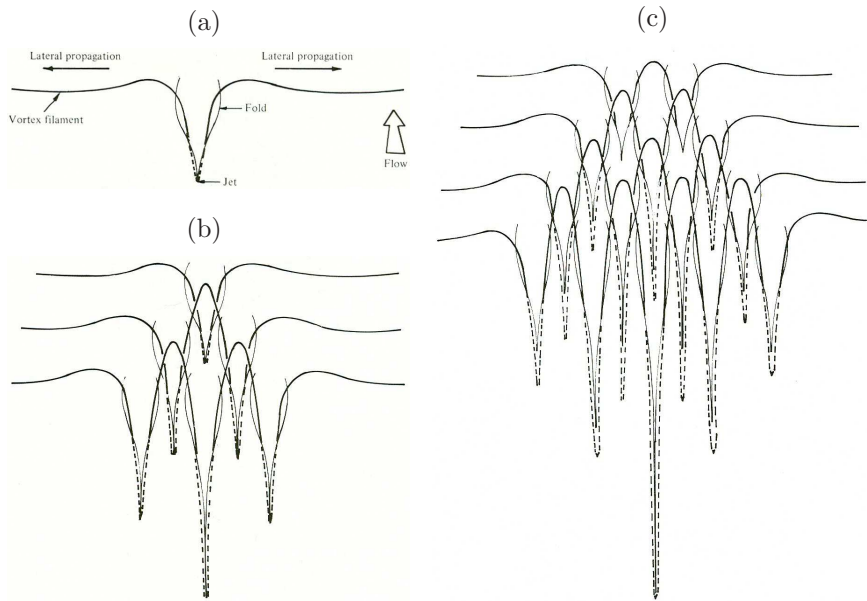 (a)
Lateral propagation
Lateral propagation
Vortex filament
Fold
Flow
Jet
(b)
(c)